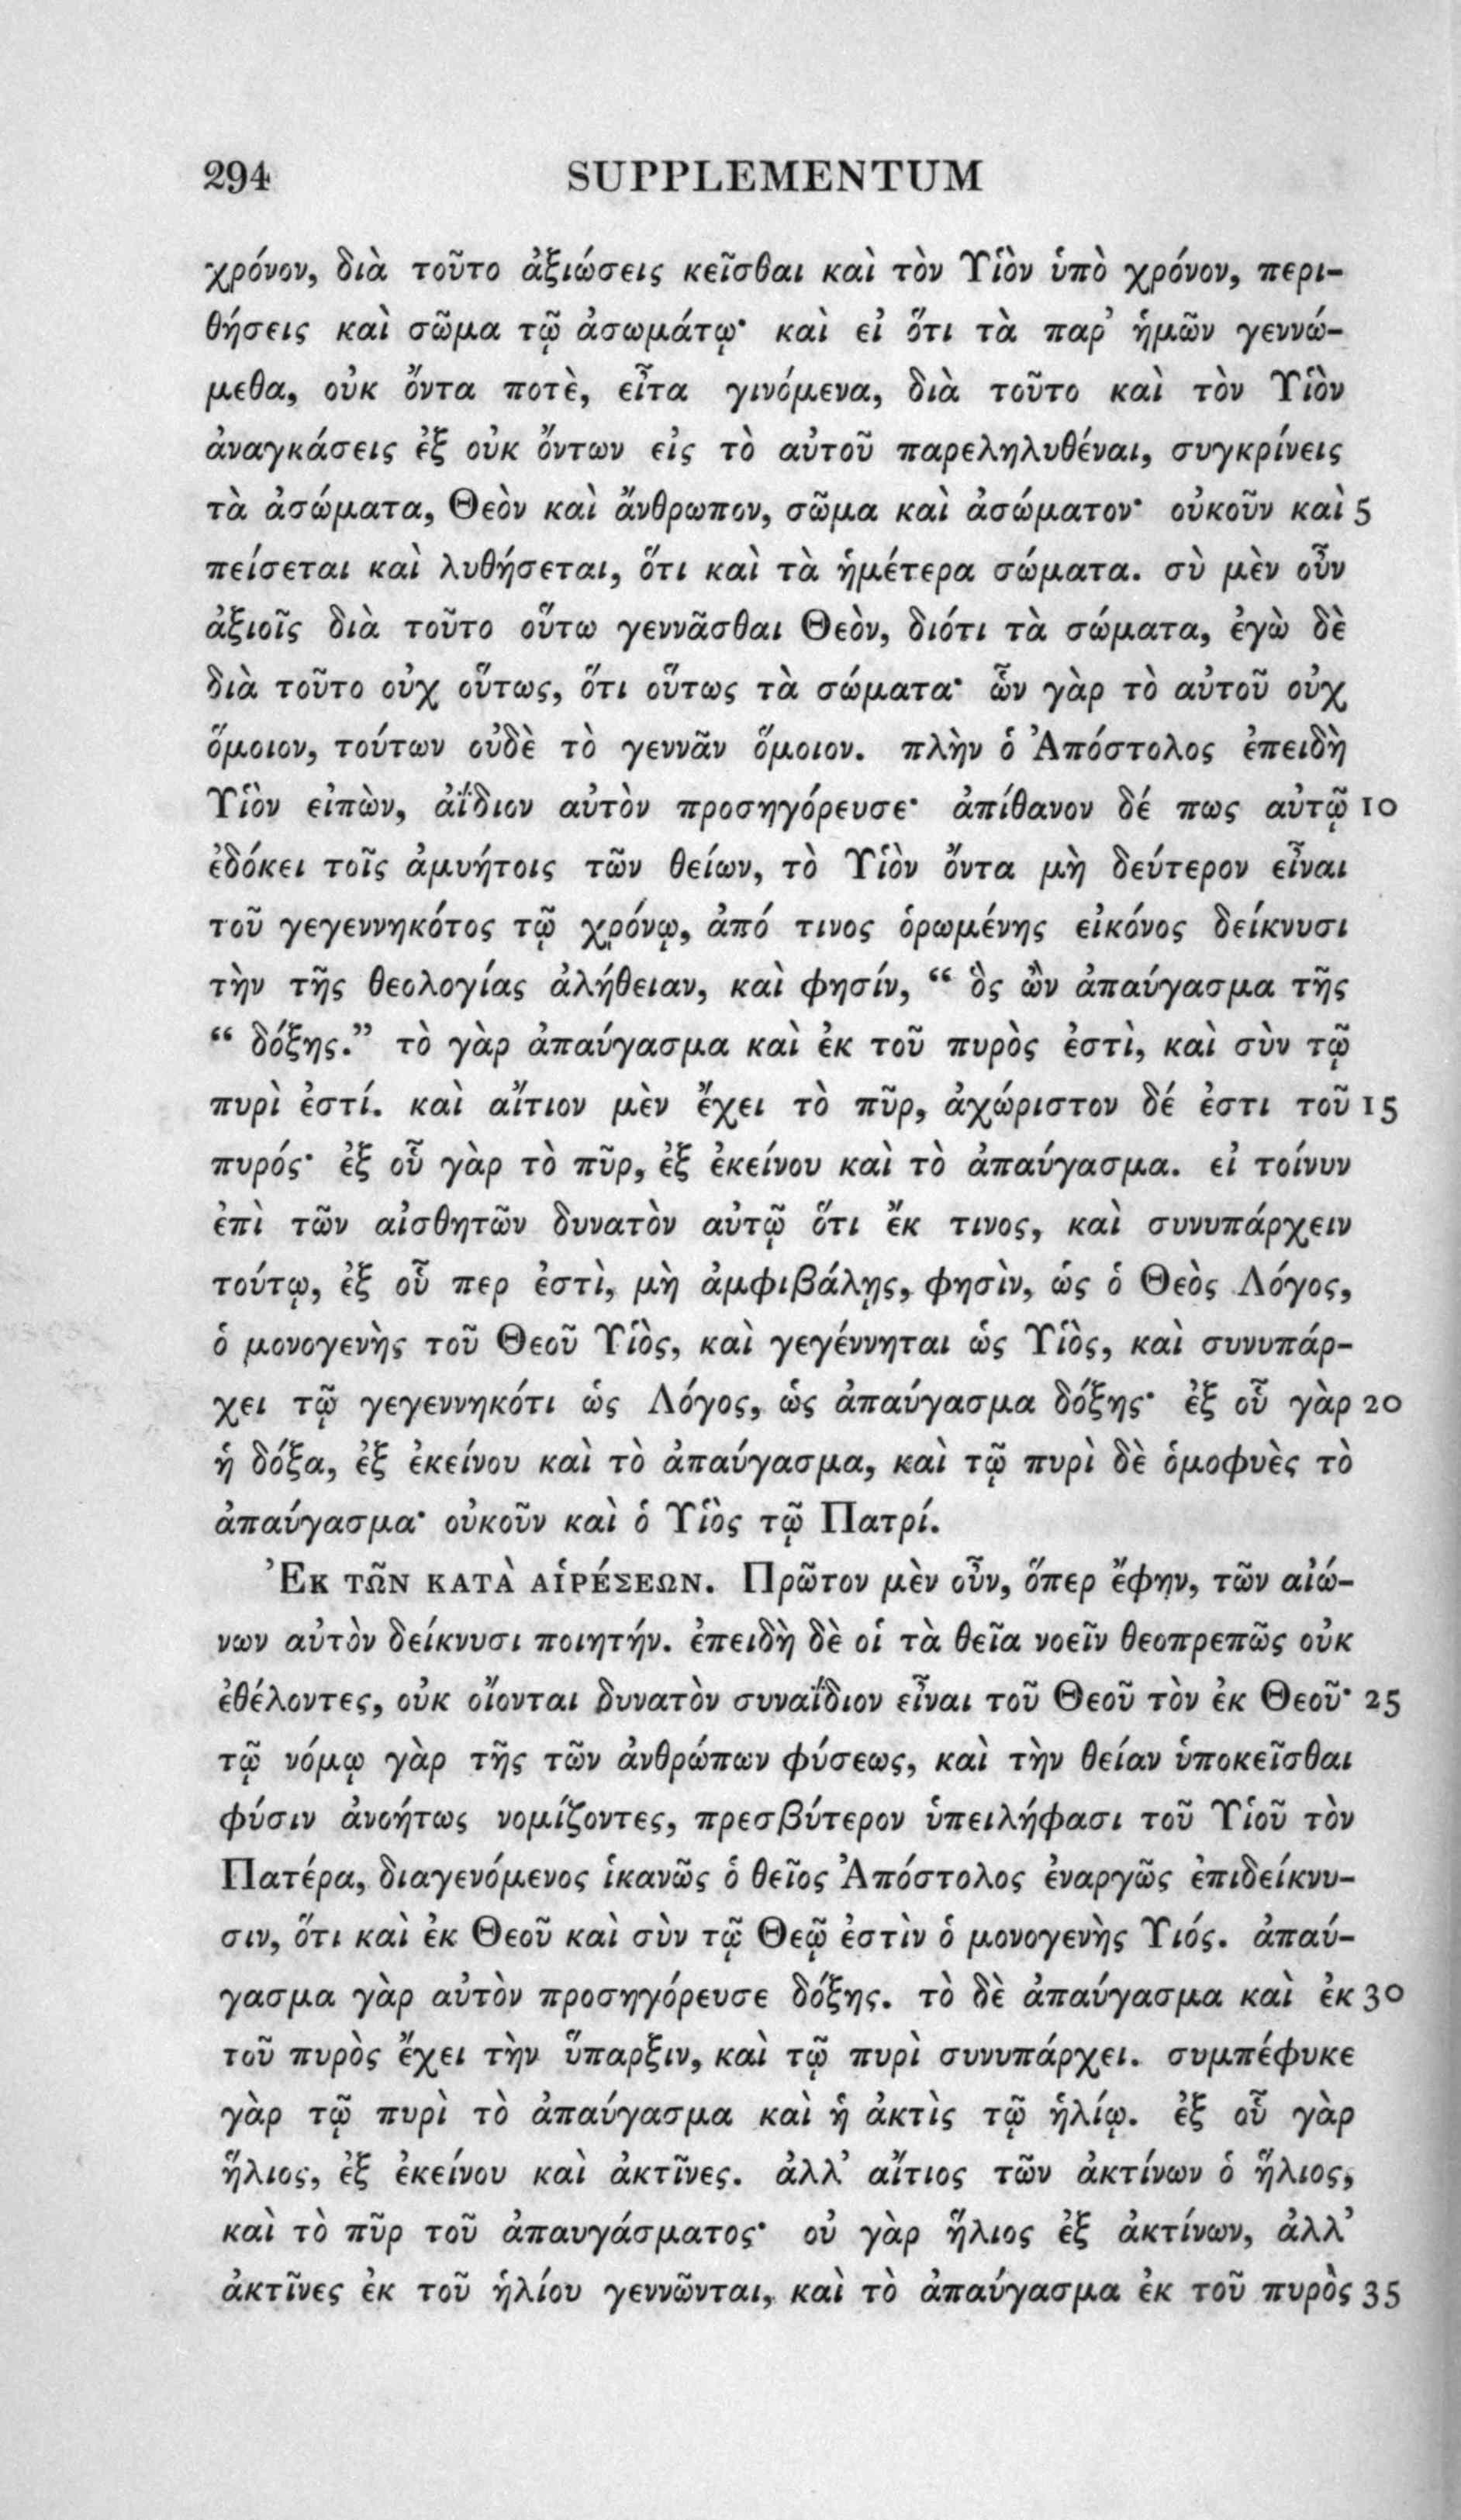 294 SUPPLEMENTUM
χρόνον, διὰ τοῦτο ἀξιώσεις κεῖσθαι καὶ τὸν Υἱὸν ὑπὸ χρόνον, περι-
θήσεις καὶ σῶμα τῷ ἀσωμάτῳ· καὶ εἰ ὅτι τὰ παρ’ ἡμῶν γεννώ-
μεθα, οὐκ ὄντα ποτὲ, εἶτα γινόμενα, διὰ τοῦτο καὶ τὸν Υἱὸν
ἀναγκάσεις ἐξ οὐκ ὄντων εἰς τὸ αὐτοῦ παρεληλυθέναι, συγκρίνεις
τὰ ἀσώματα, Θεὸν καὶ ἄνθρωπον, σῶμα καὶ ἀσώματον· οὐκοῦν καὶ 5
πείσεται καὶ λυθήσεται, ὅτι καὶ τὰ ἡμέτερα σώματα. σὺ μὲν οὖν
ἀξιοῖς διὰ τοῦτο οὕτω γεννᾶσθαι Θεὸν, διότι τὰ σώματα, ἐγὼ δὲ
διὰ τοῦτο οὐχ οὕτως, ὅτι οὕτως τὰ σώματα· ὧν γὰρ τὸ αὐτοῦ οὐχ
ὅμοιον, τούτων οὐδὲ τὸ γεννᾶν ὅμοιον. πλὴν ὁ Ἀπόστολος ἐπειδὴ
Υἱὸν εἰπὼν, ἀΐδιον αὐτὸν προσηγόρευσε· ἀπίθανον δέ πως αὐτῷ 10
ἐδόκει τοῖς ἀμυήτοις τῶν θείων, τὸ Υἱὸν ὄντα μὴ δεύτερον εἶναι
τοῦ γεγεννηκότος τῷ χρόνῳ, ἀπό τινος ὁρωμένης εἰκόνος δείκνυσι
τὴν τῆς θεολογίας ἀλήθειαν, καὶ φησίν, “ ὃς ὢν ἀπαύγασμα τῆς
“ δόξης.” τὸ γὰρ ἀπαύγασμα καὶ ἐκ τοῦ πυρὸς ἐστὶ, καὶ σὺν τῷ
πυρὶ ἐστί. καὶ αἴτιον μὲν ἔχει τὸ πῦρ, ἀχώριστον δέ ἐστι τοῦ 15
πυρός· ἐξ οὗ γὰρ τὸ πῦρ, ἐξ ἐκείνου καὶ τὸ ἀπαύγασμα. εἰ τοίνυν
ἐπὶ τῶν αἰσθητῶν δυνατὸν αὐτῷ ὅτι ἔκ τινος, καὶ συνυπάρχειν
τούτῳ, ἐξ οὗ περ ἐστὶ, μὴ ἀμφιβάλῃς, φησὶν, ὡς ὁ Θεὸς Λόγος,
ὁ μονογενὴς τοῦ Θεοῦ Υἱὸς, καὶ γεγέννηται ὡς Υἱὸς, καὶ συνυπάρ-
χει τῷ γεγεννηκότι ὡς Λόγος, ὡς ἀπαύγασμα δόξης· ἐξ οὗ γὰρ 20
ἡ δόξα, ἐξ ἐκείνου καὶ τὸ ἀπαύγασμα, καὶ τῷ πυρὶ δὲ ὁμοφυὲς τὸ
ἀπαύγασμα· οὐκοῦν καὶ ὁ Υἱὸς τῷ Πατρί.
Ἐκ τῶν κατὰ αἱρέσεων. Πρῶτον μὲν οὖν, ὅπερ ἔφην, τῶν αἰώ-
νων αὐτὸν δείκνυσι ποιητήν. ἐπειδὴ δὲ οἱ τὰ θεῖα νοεῖν θεοπρεπῶς οὐκ
ἐθέλοντες, οὐκ οἴονται δυνατὸν συναΐδιον εἶναι τοῦ Θεοῦ τὸν ἐκ Θεοῦ· 25
τῷ νόμῳ γὰρ τῆς τῶν ἀνθρώπων φύσεως, καὶ τὴν θείαν ὑποκεῖσθαι
φύσιν ἀνοήτως νομίζοντες, πρεσβύτερον ὑπειλήφασι τοῦ Υἱοῦ τὸν
Πατέρα, διαγενόμενος ἱκανῶς ὁ θεῖος Ἀπόστολος ἐναργῶς ἐπιδείκνυ-
σιν, ὅτι καὶ ἐκ Θεοῦ καὶ σὺν τῷ Θεῷ ἐστὶν ὁ μονογενὴς Υιός. ἀπαύ-
γασμα γὰρ αὐτὸν προσηγόρευσε δόξης. τὸ δὲ ἀπαύγασμα καὶ ἐκ 30
τοῦ πυρὸς ἔχει τὴν ὕπαρξιν, καὶ τῷ πυρὶ συνυπάρχει. συμπέφυκε
γὰρ τῷ πυρὶ τὸ ἀπαύγασμα καὶ ἡ ἀκτὶς τῷ ἡλίῳ. ἐξ οὗ γὰρ
ἥλιος, ἐξ ἐκείνου καὶ ἀκτῖνες. ἀλλ’ αἴτιος τῶν ἀκτίνων ὁ ἥλιος,
καὶ τὸ πῦρ τοῦ ἀπαυγάσματος· οὐ γὰρ ἥλιος ἐξ ἀκτίνων, ἀλλ’
ἀκτῖνες ἐκ τοῦ ἡλίου γεννῶνται, καὶ τὸ ἀπαύγασμα ἐκ τοῦ πυρὸς 35